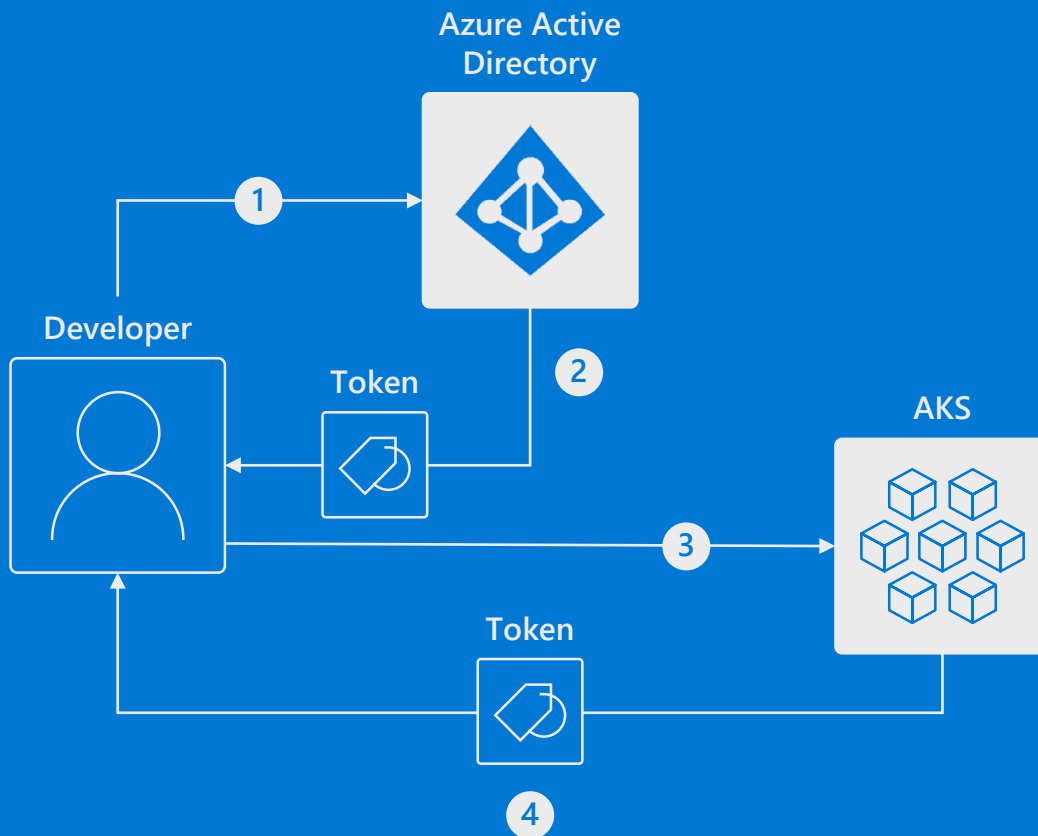 Azure Active
Directory
1
Developer
2
Token
AKS
3
Token
4